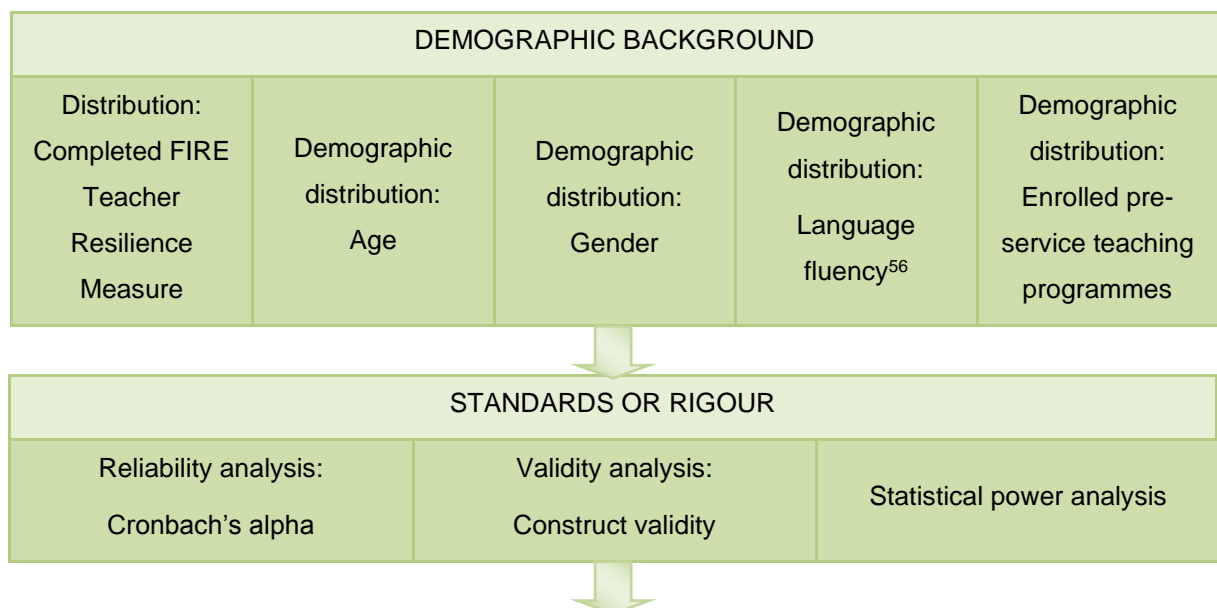 DEMOGRAPHIC BACKGROUND
Distribution:
Completed FIRE
Teacher
Resilience
Measure
Demographic
distribution:
Age
Demographic
distribution:
Gender
Demographic
distribution:
Language
fluency⁵⁶
Demographic
distribution:
Enrolled pre-
service teaching
programmes
STANDARDS OR RIGOUR
Reliability analysis:
Cronbach’s alpha
Validity analysis:
Construct validity
Statistical power analysis